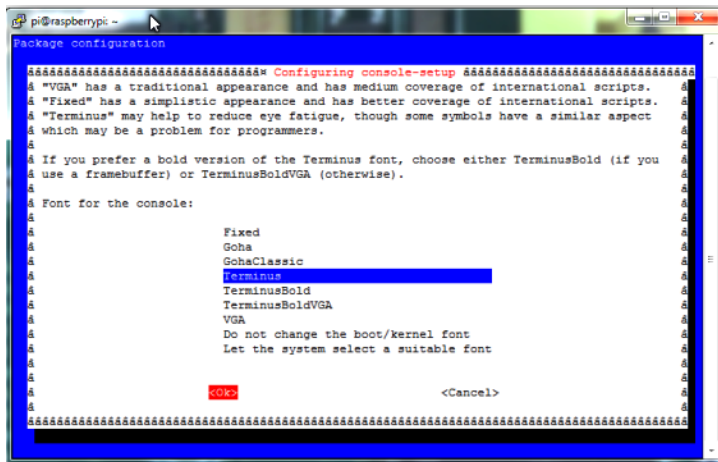 pi@raspberrypi: ~
Package configuration
Configuring console-setup
"VGA" has a traditional appearance and has medium coverage of international scripts.
"Fixed" has a simplistic appearance and has better coverage of international scripts.
"Terminus" may help to reduce eye fatigue, though some symbols have a similar aspect
which may be a problem for programmers.
If you prefer a bold version of the Terminus font, choose either TerminusBold (if you
use a framebuffer) or TerminusBoldVGA (otherwise).
Font for the console:
Fixed
Goha
GohaClassic
Terminus
TerminusBold
TerminusBoldVGA
VGA
Do not change the boot/kernel font
Let the system select a suitable font
<Ok> <Cancel>